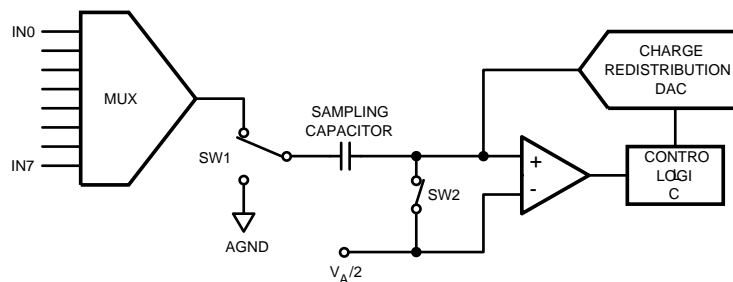 IN0
MUX
IN7
SW1
AGND
SAMPLING
CAPACITOR
SW2
V_A/2
+
-
CHARGE
REDISTRIBUTION
DAC
CONTRO
LOGI
L
C